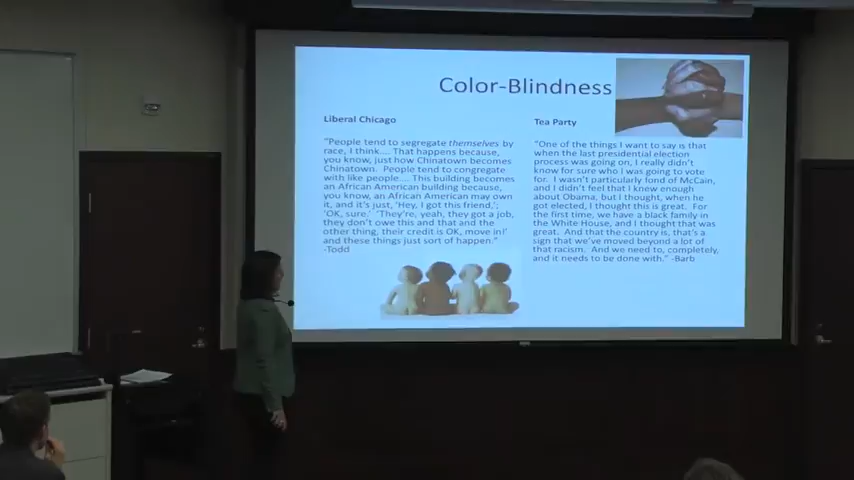 Color-Blindness
Liberal Chicago
"People tend to segregate themselves by
race, I think.... That happens because,
you know, just how Chinatown becomes
Chinatown. People tend to congregate
with like people.... This building becomes
an African American building because,
you know, an African American may own
it, and it's just, 'Hey, I got this friend,';
'OK, sure.' 'They're, yeah, they got a job,
they don't owe this and that and the
other thing, their credit is OK, move in!'
and these things just sort of happen."
-Todd
Tea Party
"One of the things I want to say is that
when the last presidential election
process was going on, I really didn't
know for sure who I was going to vote
for. I wasn't particularly fond of McCain,
and I didn't feel that I knew enough
about Obama, but I thought, when he
got elected, I thought this is great. For
the first time, we have a black family in
the White House, and I thought that was
great. And that the country is, that's a
sign that we've moved beyond a lot of
that racism. And we need to, completely,
and it needs to be done with." -Barb